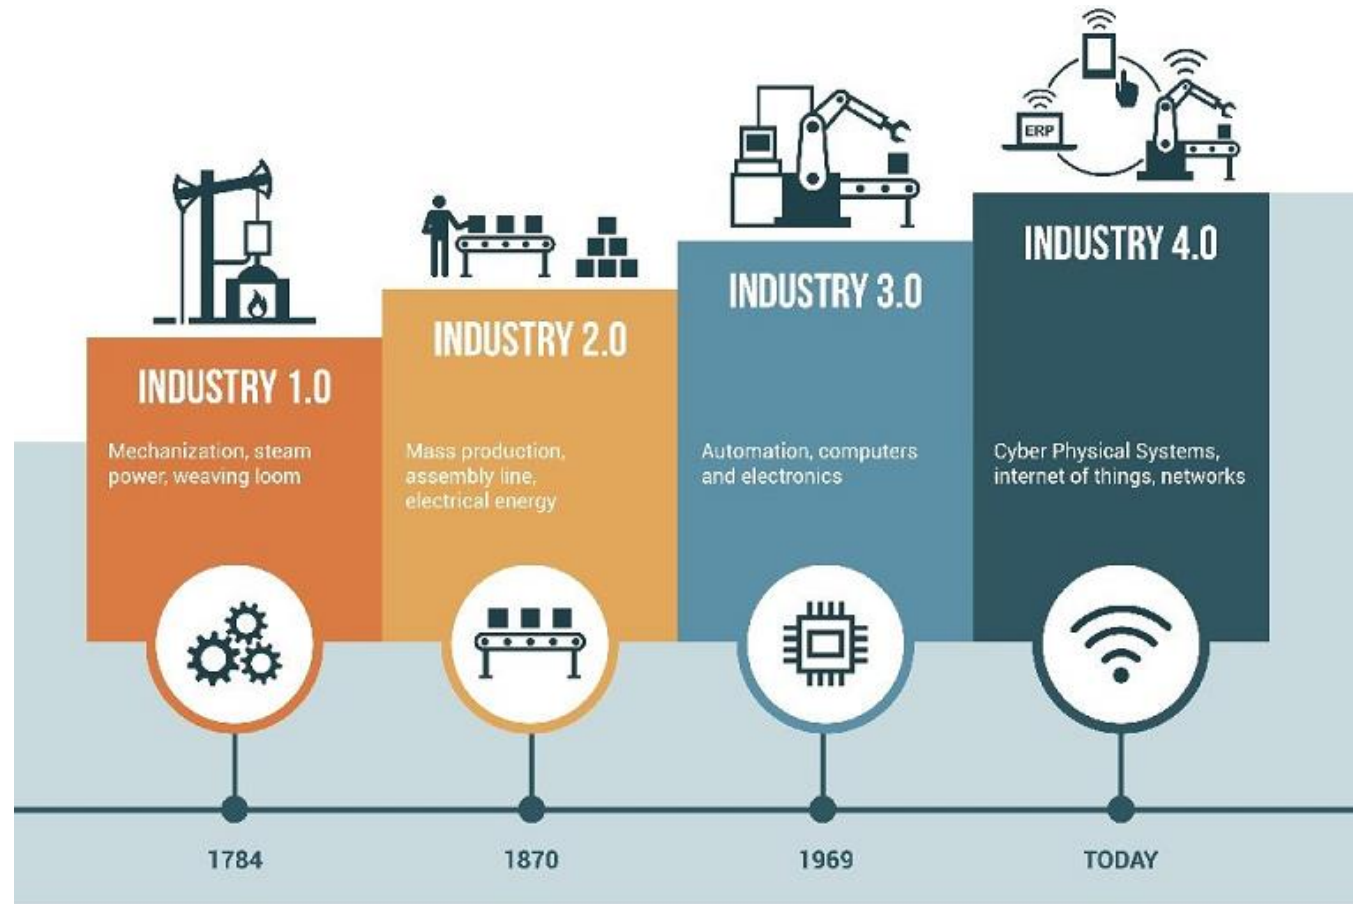 ERP
INDUSTRY 1.0
Mechanization, steam
power, weaving loom
INDUSTRY 2.0
Mass production,
assembly line,
electrical energy
INDUSTRY 3.0
Automation, computers
and electronics
INDUSTRY 4.0
Cyber Physical Systems,
internet of things, networks
1784
1870
1969
TODAY